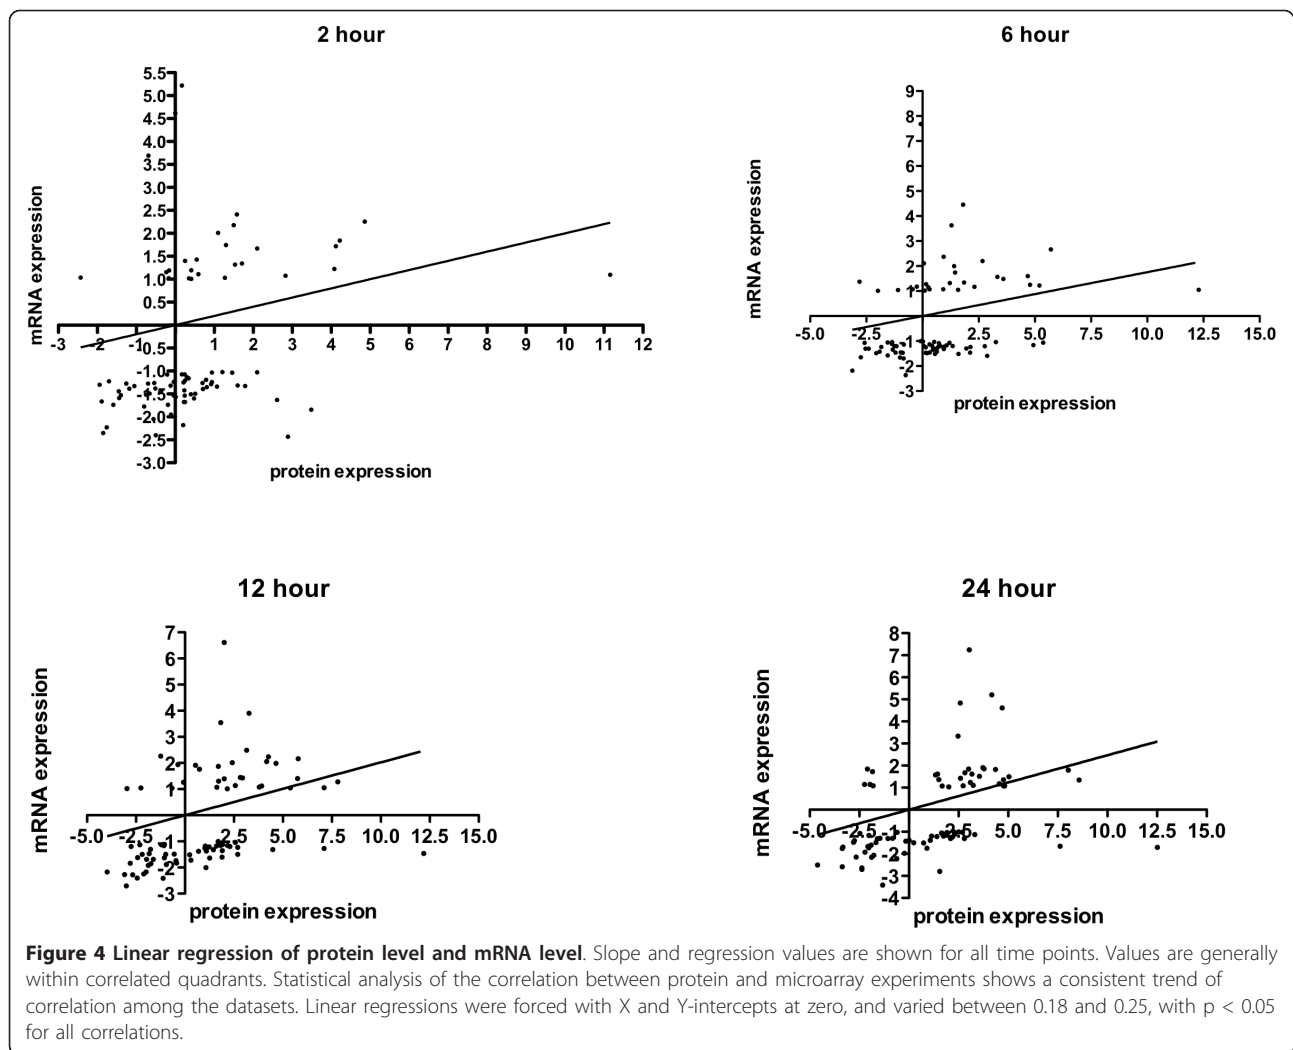 2 hour
5.5
5.0
4.5
4.0
3.5
3.0
2.5
2.0
1.5
1.0
0.5
-0.5
-1.0
-1.5
-2.0
-2.5
-3.0
-3 -2 -1 1 2 3 4 5 6 7 8 9 10 11 12
mRNA expression
protein expression
6 hour
9
8
7
6
5
4
3
2
1
-1
-2
-3
-5.0 -2.5 2.5 5.0 7.5 10.0 12.5 15.0
mRNA expression
protein expression
12 hour
7
6
5
4
3
2
1
-1
-2
-3
-5.0 -2.5 2.5 5.0 7.5 10.0 12.5 15.0
mRNA expression
protein expression
24 hour
8
7
6
5
4
3
2
1
-1
-2
-3
-4
-5.0 -2.5 2.5 5.0 7.5 10.0 12.5 15.0
mRNA expression
protein expression
Figure 4 Linear regression of protein level and mRNA level. Slope and regression values are shown for all time points. Values are generally
within correlated quadrants. Statistical analysis of the correlation between protein and microarray experiments shows a consistent trend of
correlation among the datasets. Linear regressions were forced with X and Y-intercepts at zero, and varied between 0.18 and 0.25, with p < 0.05
for all correlations.